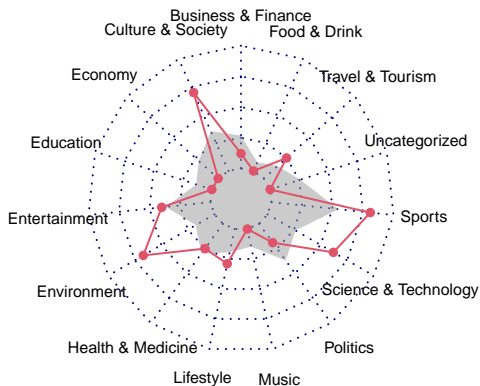 Business & Finance
Culture & Society
Food & Drink
Economy
Travel & Tourism
Education
Uncategorized
Entertainment
Sports
Environment
Science & Technology
Health & Medicine
Politics
Lifestyle
Music